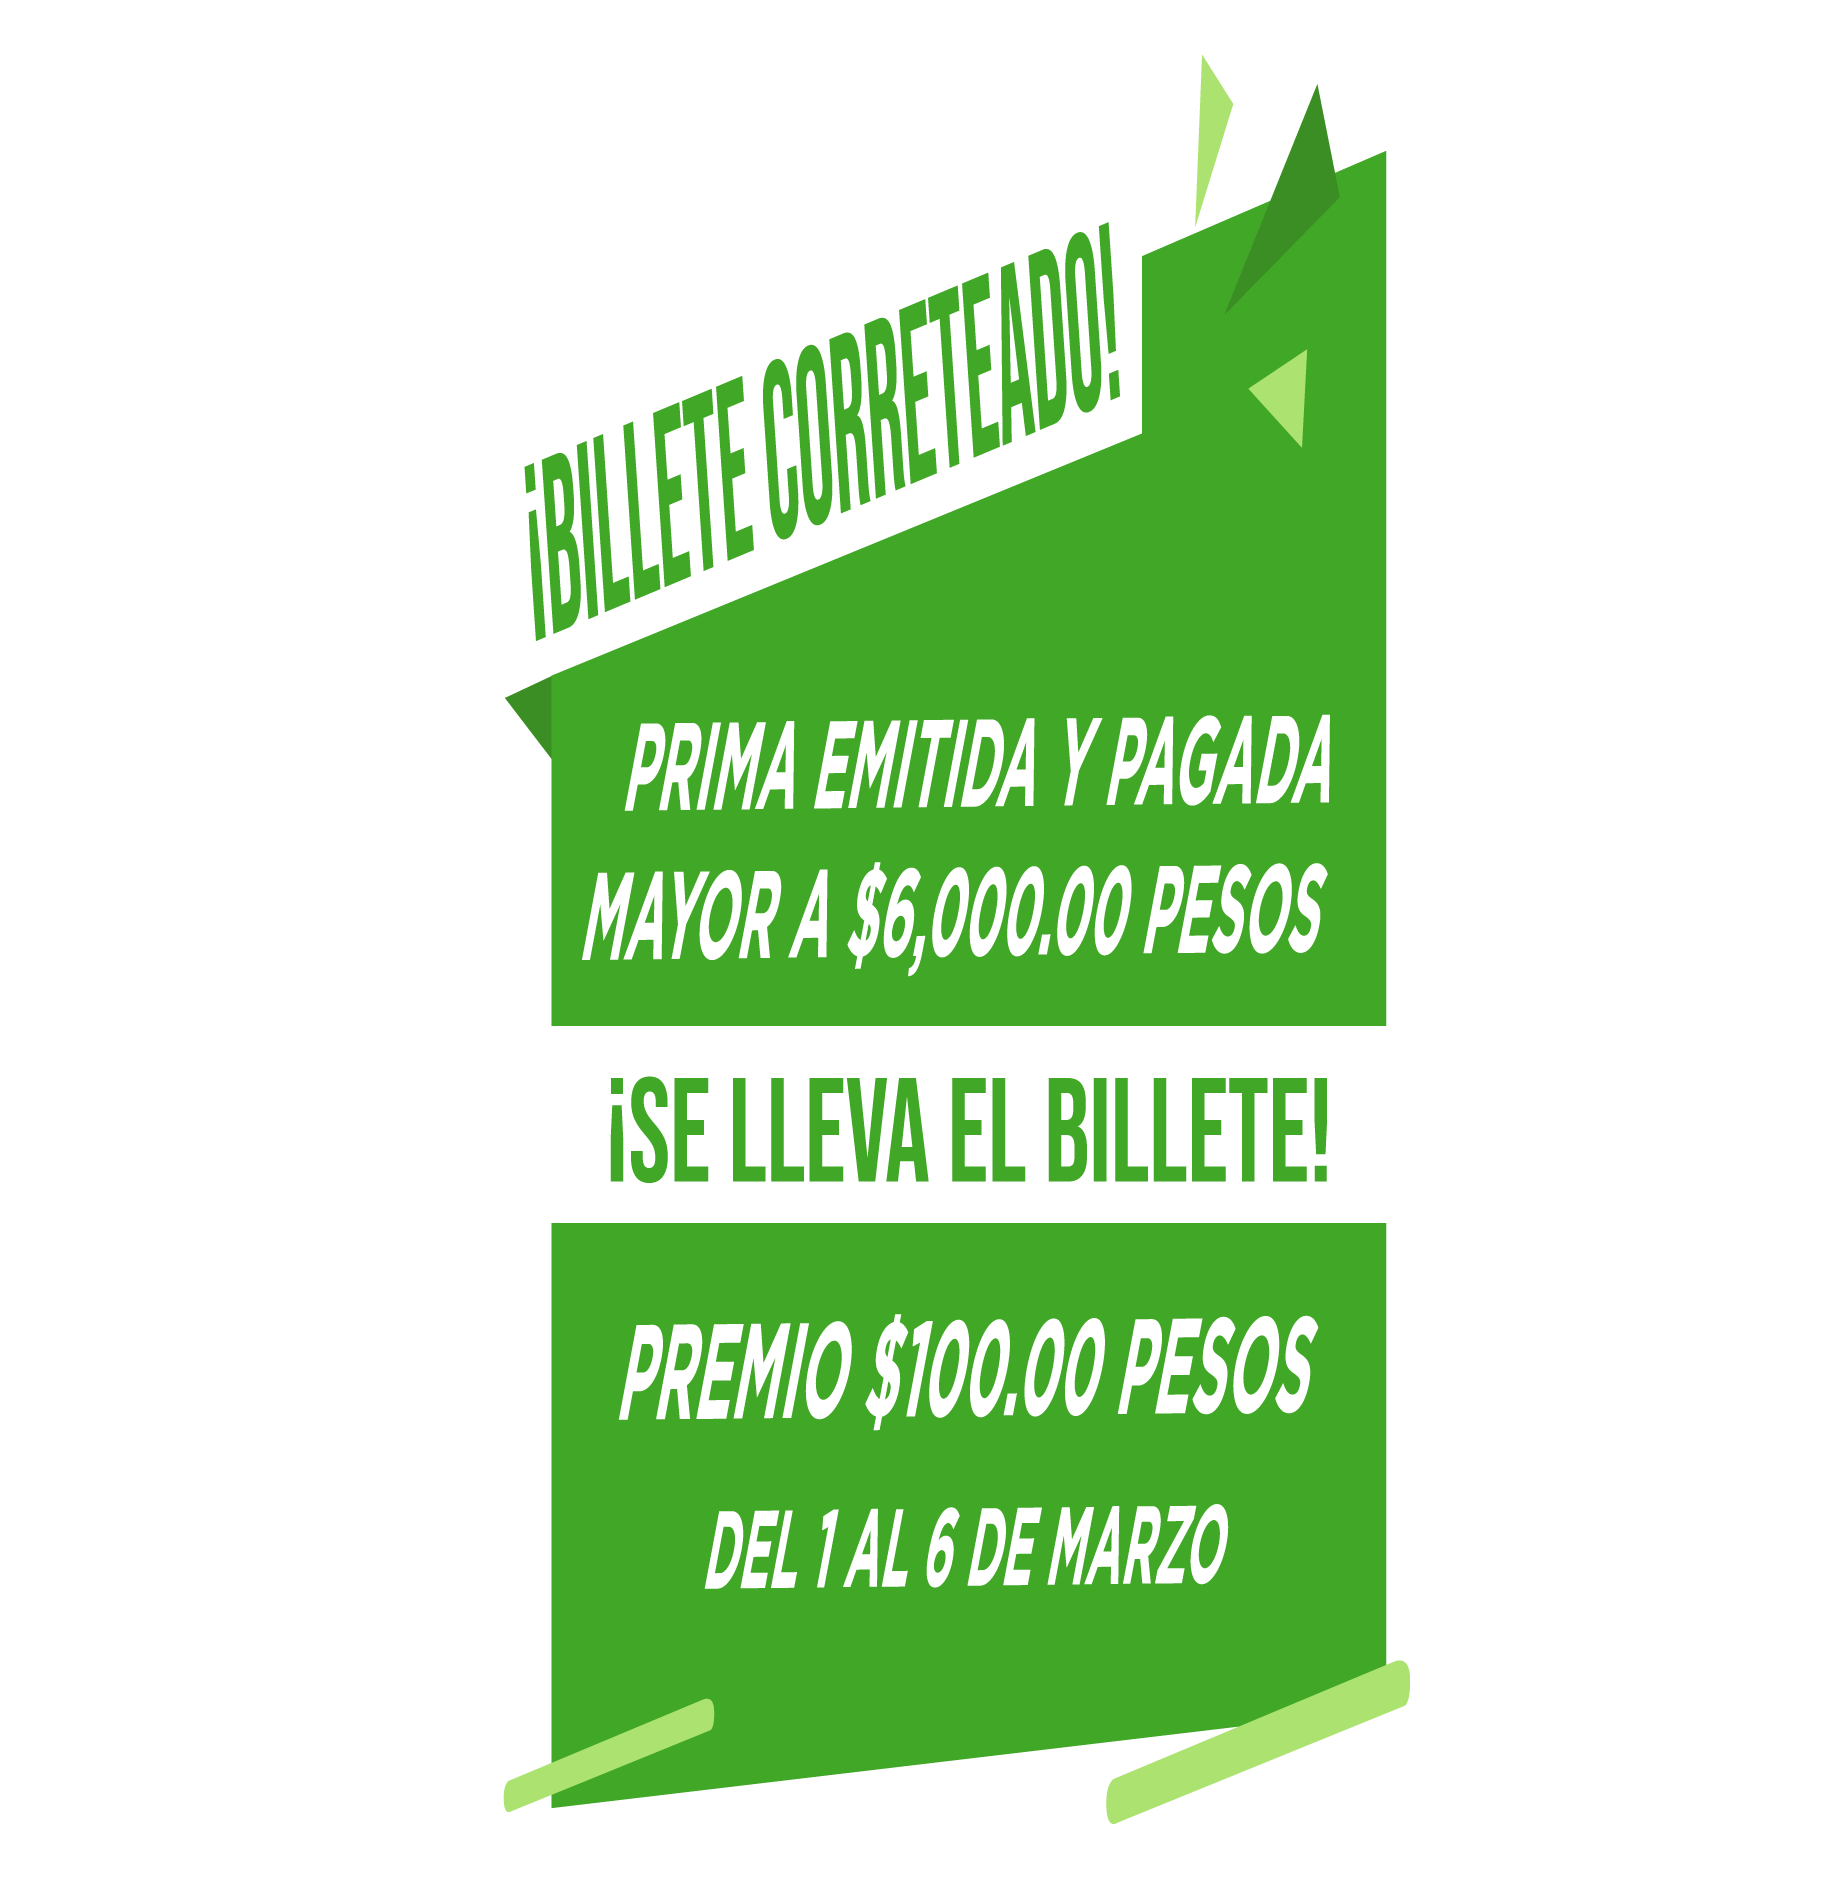 ¡BILLETE CORRETEADO!
PRIMA EMITIDA Y PAGADA
MAYOR A $6,000.00 PESOS
¡SE LLEVA EL BILLETE!
PREMIO $100.00 PESOS
DEL 1 AL 6 DE MARZO